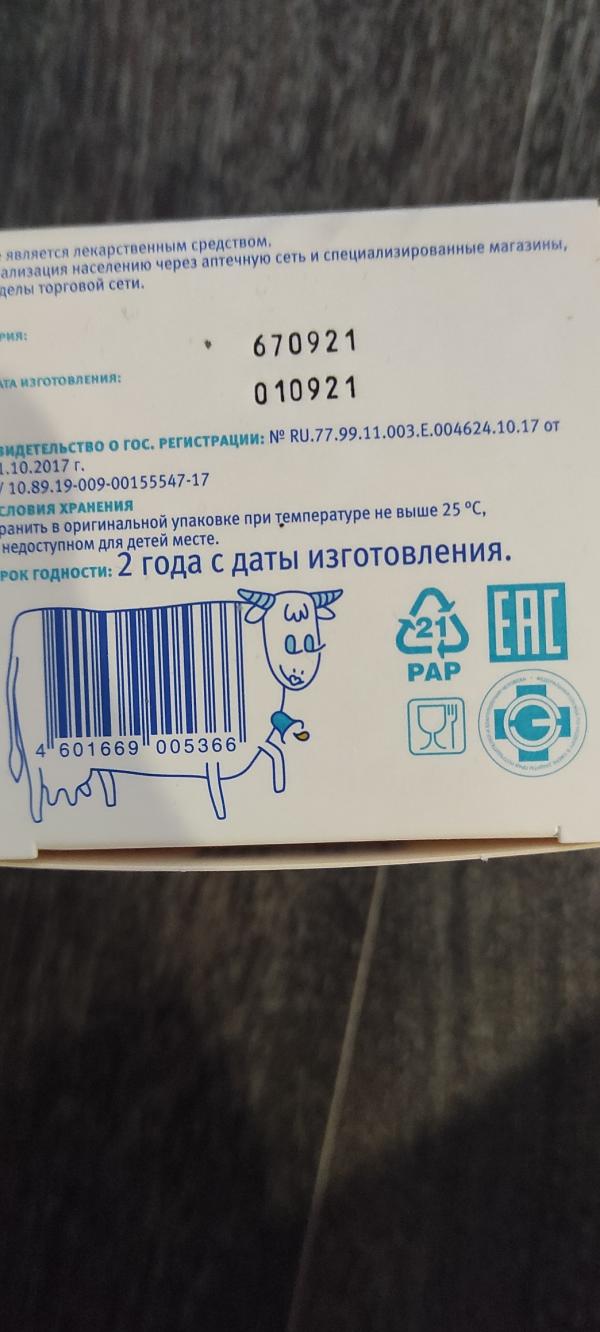 является лекарственным средством.
ализация населению через аптечную сеть и специализированные магазины,
делы торговой сети.
РИЯ:
670921
АТА ИЗГОТОВЛЕНИЯ:
010921
ВИДЕТЕЛЬСТВО О ГОС. РЕГИСТРАЦИИ: № RU.77.99.11.003.Е.004624.10.17 от
1.10.2017 г.
/ 10.89.19-009-00155547-17
СЛОВИЯ ХРАНЕНИЯ
ранить в оригинальной упаковке при температуре не выше 25 °С,
недоступном для детей месте.
РОК ГОДНОСТИ: 2 года с даты изготовления.
21
PAP
EAC
4 601669 005366